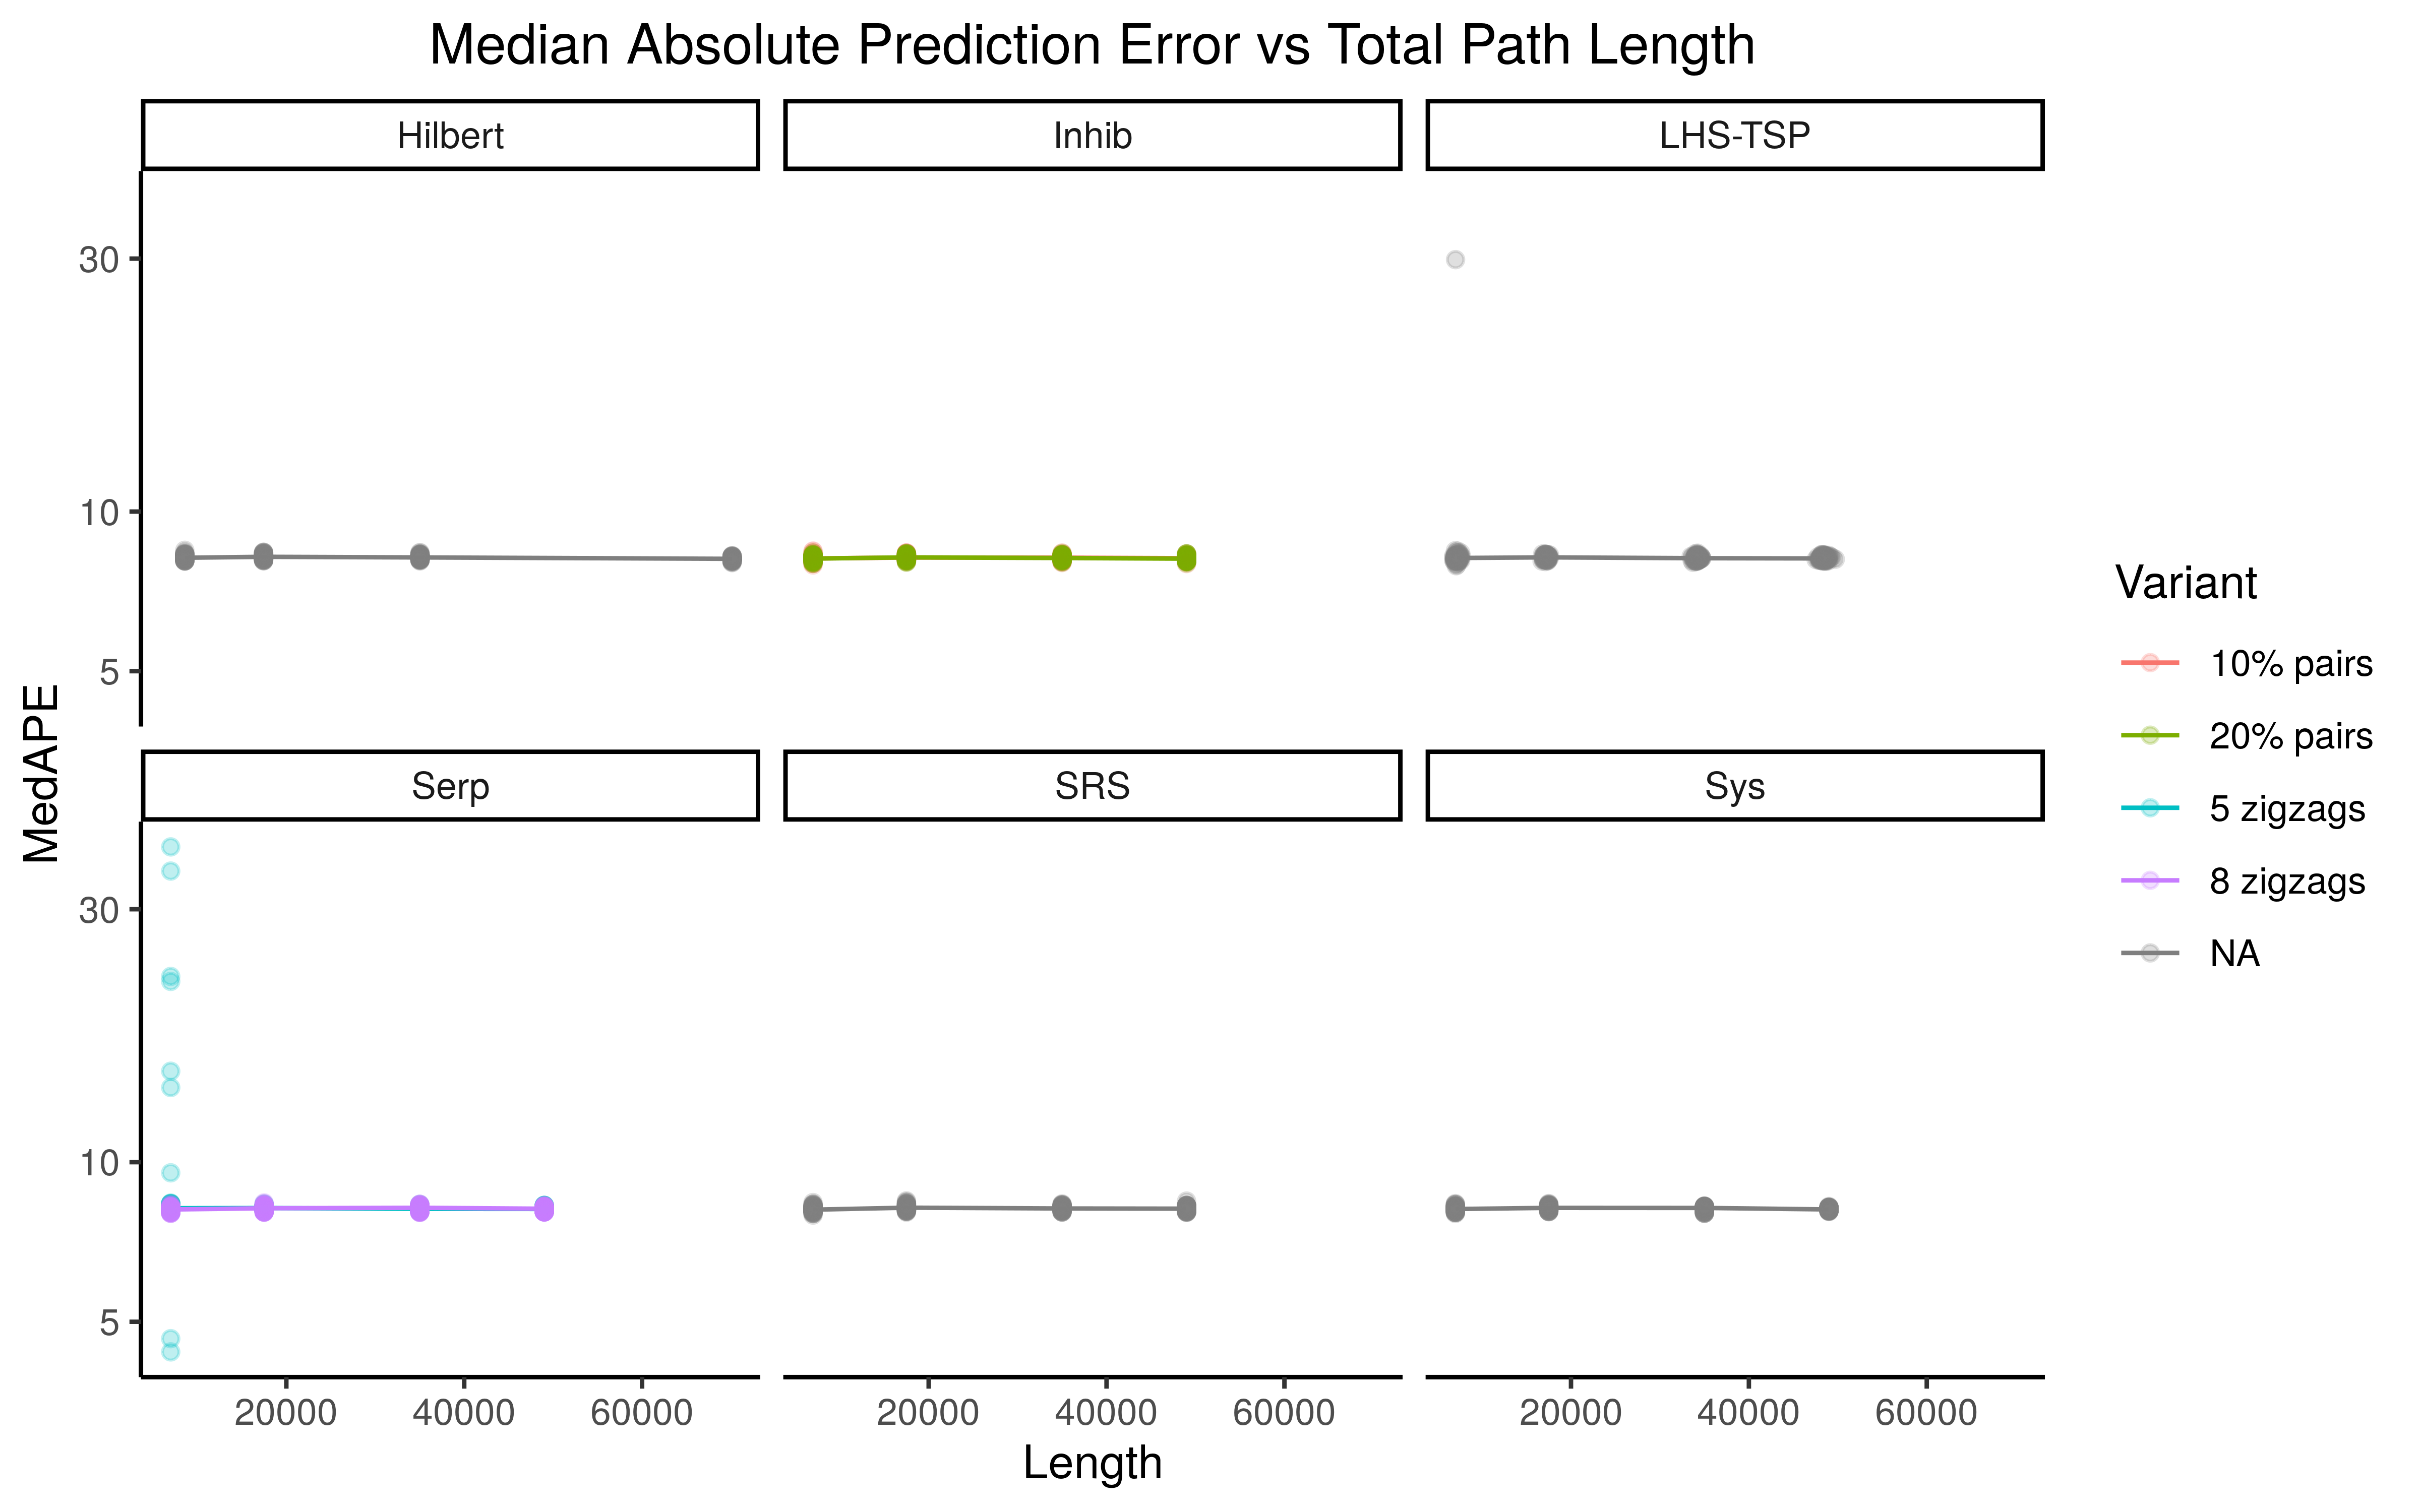 Median Absolute Prediction Error vs Total Path Length
Hilbert
Inhib
LHS-TSP
30
10
5
Serp
SRS
Sys
30
10
5
20000 40000 60000
20000 40000 60000
20000 40000 60000
Length
MedAPE
Variant
10% pairs
20% pairs
5 zigzags
8 zigzags
NA